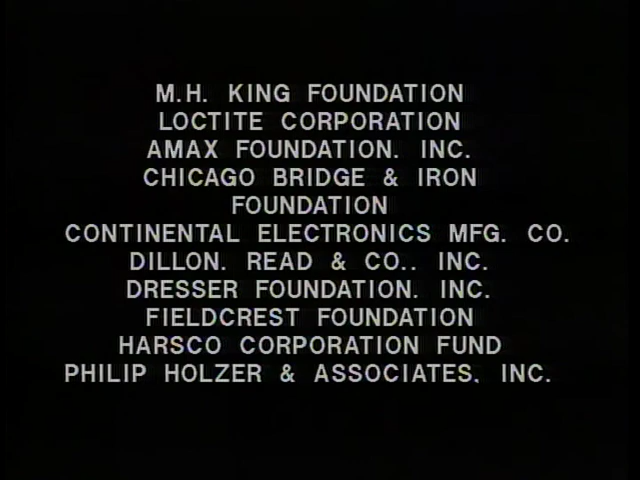 M.H. KING FOUNDATION
LOCTITE CORPORATION
AMAX FOUNDATION. INC.
CHICAGO BRIDGE & IRON
FOUNDATION
CONTINENTAL ELECTRONICS MFG. CO.
DILLON. READ & CO.. INC.
DRESSER FOUNDATION. INC.
FIELDCREST FOUNDATION
HARSCO CORPORATION FUND
PHILIP HOLZER & ASSOCIATES, INC.